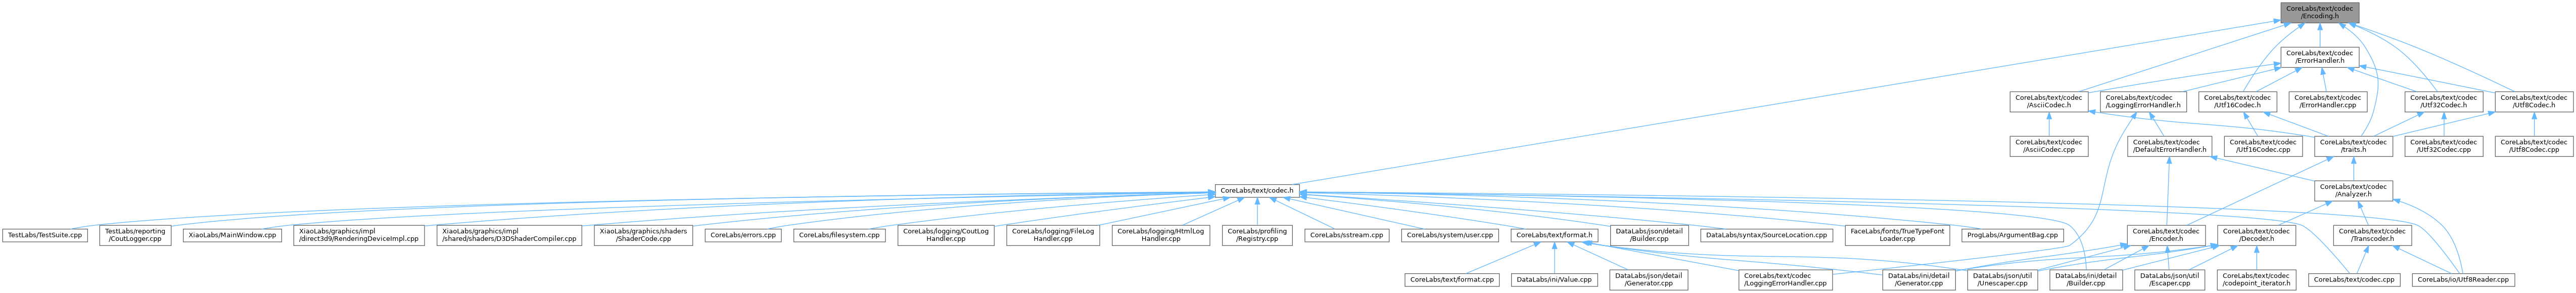 CoreLabs/text/codec
/Encoding.h
CoreLabs/text/codec
/ErrorHandler.h
CoreLabs/text/codec
/AsciiCodec.h
CoreLabs/text/codec
/LoggingErrorHandler.h
CoreLabs/text/codec
/Utf16Codec.h
CoreLabs/text/codec
/ErrorHandler.cpp
CoreLabs/text/codec
/Utf32Codec.h
CoreLabs/text/codec
/Utf8Codec.h
CoreLabs/text/codec
/AsciiCodec.cpp
CoreLabs/text/codec
/DefaultErrorHandler.h
CoreLabs/text/codec
/Utf16Codec.cpp
CoreLabs/text/codec
/traits.h
CoreLabs/text/codec
/Utf32Codec.cpp
CoreLabs/text/codec
/Utf8Codec.cpp
CoreLabs/text/codec.h
CoreLabs/text/codec
/Analyzer.h
TestLabs/TestSuite.cpp
TestLabs/reporting
/CoutLogger.cpp
XiaoLabs/MainWindow.cpp
XiaoLabs/graphics/impl
/direct3d9/RenderingDeviceImpl.cpp
XiaoLabs/graphics/impl
/shared/shaders/D3DShaderCompiler.cpp
XiaoLabs/graphics/shaders
/ShaderCode.cpp
CoreLabs/errors.cpp
CoreLabs/filesystem.cpp
CoreLabs/logging/CoutLog
Handler.cpp
CoreLabs/logging/FileLog
Handler.cpp
CoreLabs/logging/HtmlLog
Handler.cpp
CoreLabs/profiling
/Registry.cpp
CoreLabs/sstream.cpp
CoreLabs/system/user.cpp
CoreLabs/text/format.h
DataLabs/json/detail
/Builder.cpp
DataLabs/syntax/SourceLocation.cpp
FaceLabs/fonts/TrueTypeFont
Loader.cpp
ProgLabs/ArgumentBag.cpp
CoreLabs/text/codec
/Encoder.h
CoreLabs/text/codec
/Decoder.h
CoreLabs/text/codec
/Transcoder.h
CoreLabs/text/format.cpp
DataLabs/ini/Value.cpp
DataLabs/json/detail
/Generator.cpp
CoreLabs/text/codec
/LoggingErrorHandler.cpp
DataLabs/ini/detail
/Generator.cpp
DataLabs/json/util
/Unescaper.cpp
DataLabs/ini/detail
/Builder.cpp
DataLabs/json/util
/Escaper.cpp
CoreLabs/text/codec
/codepoint_iterator.h
CoreLabs/text/codec.cpp
CoreLabs/io/Utf8Reader.cpp